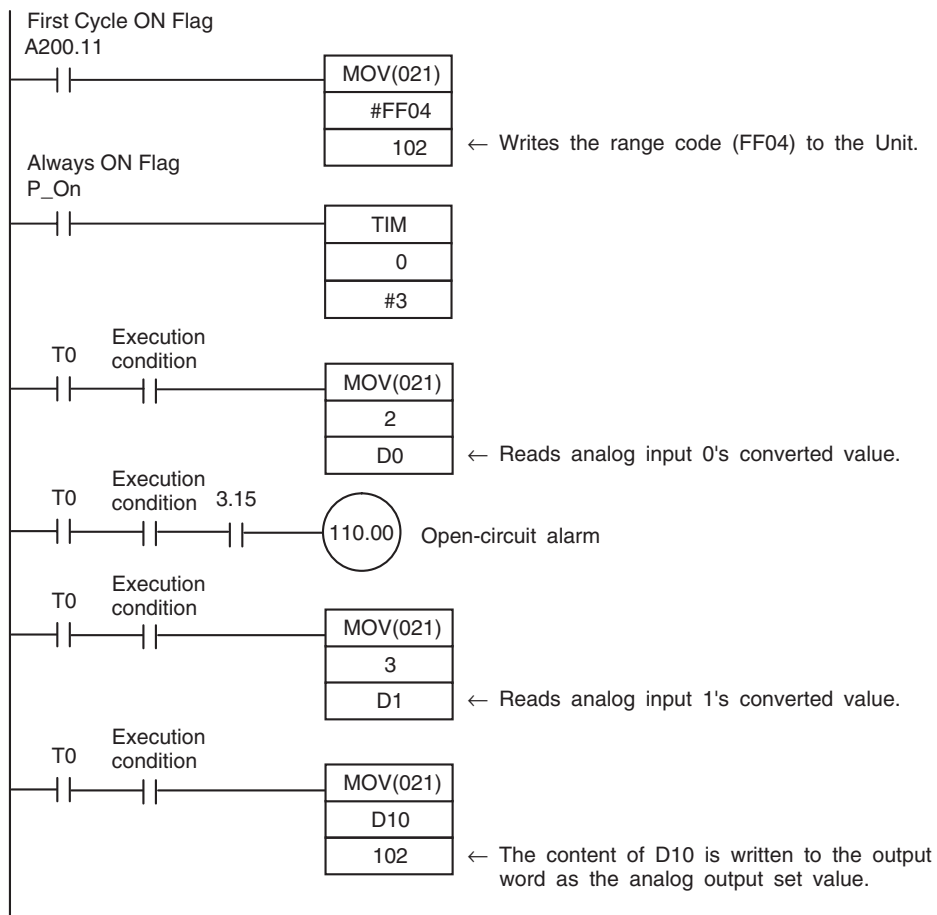 First Cycle ON Flag
A200.11
MOV(021)
#FF04
102
← Writes the range code (FF04) to the Unit.
Always ON Flag
P_On
TIM
0
#3
T0
Execution
condition
MOV(021)
2
D0
← Reads analog input 0's converted value.
T0
Execution
condition
3.15
110.00
Open-circuit alarm
T0
Execution
condition
MOV(021)
3
D1
← Reads analog input 1's converted value.
T0
Execution
condition
MOV(021)
D10
102
← The content of D10 is written to the output
word as the analog output set value.